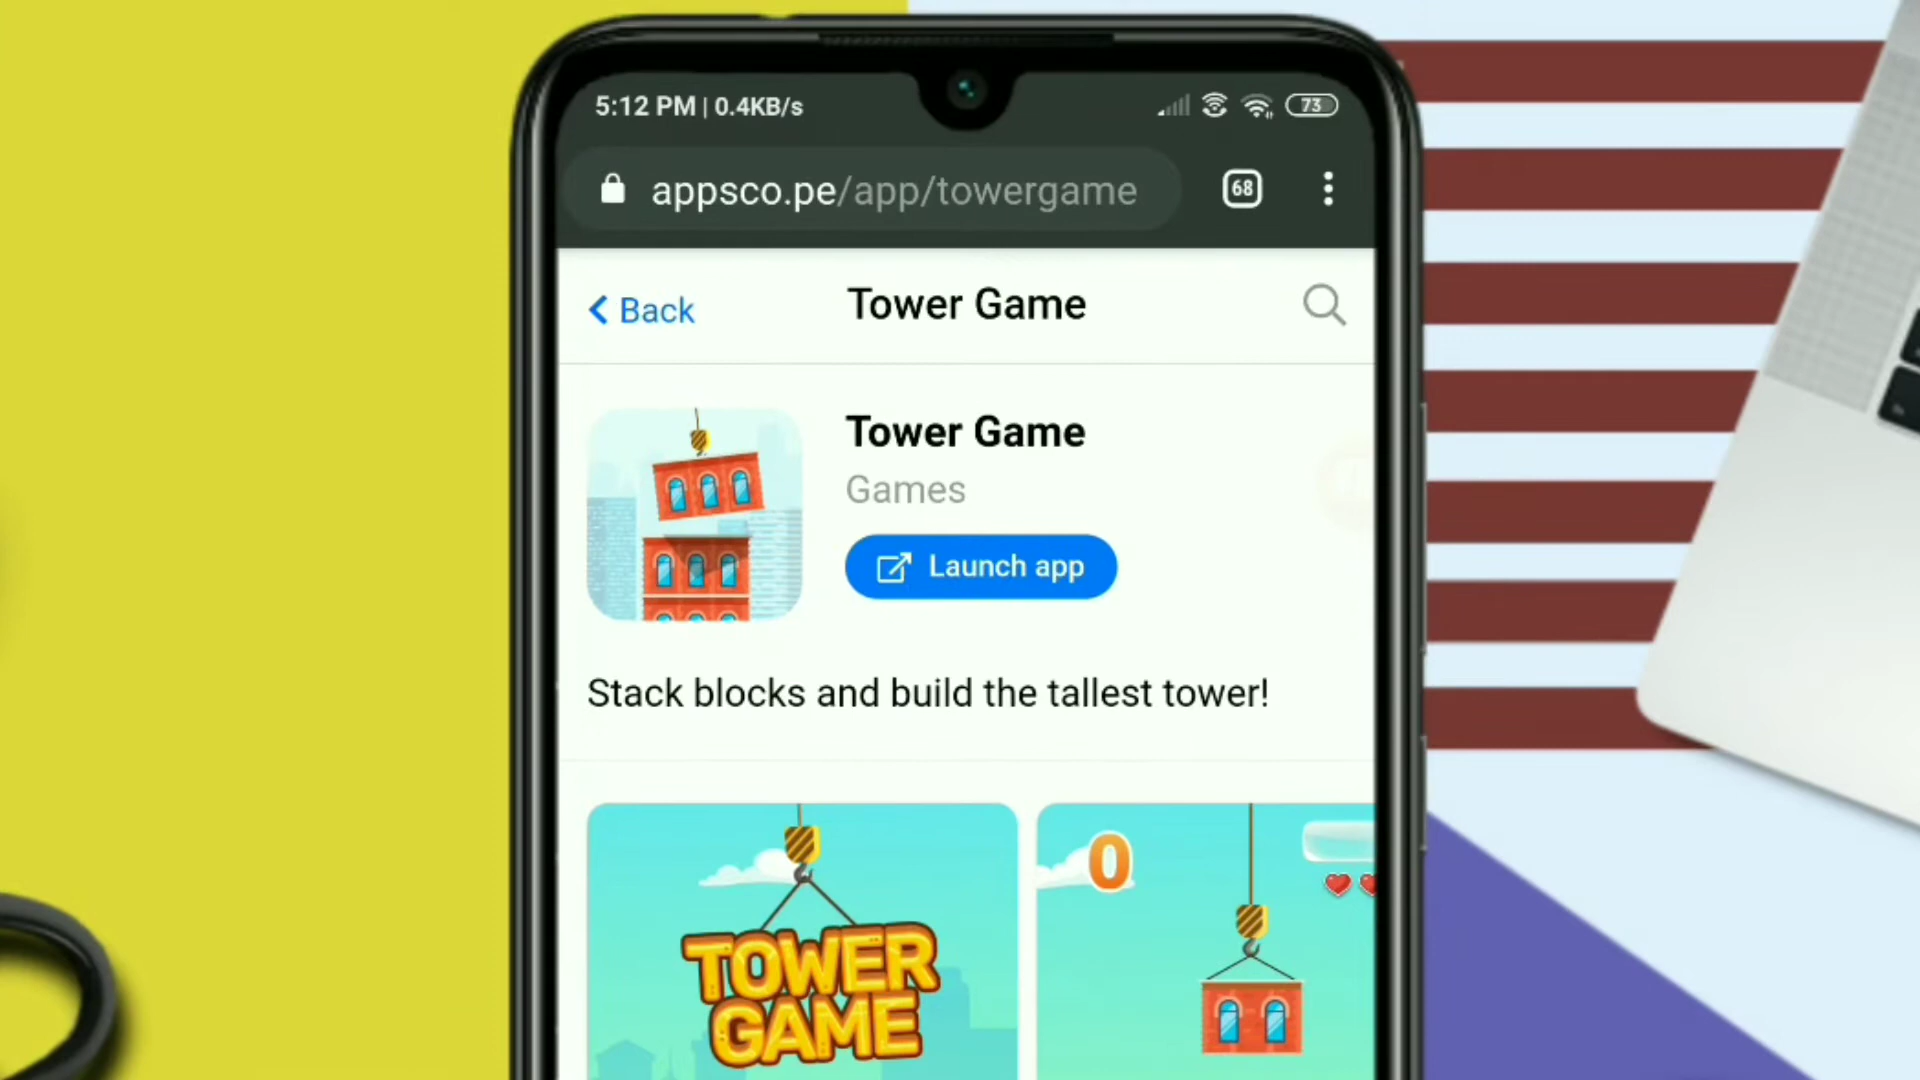 5:12 PM | 0.4KB/s
73
appsco.pe/app/towergame
68
Back
Tower Game
Tower Game
Games
Launch app
Stack blocks and build the tallest tower!
TOWER
GAME
0